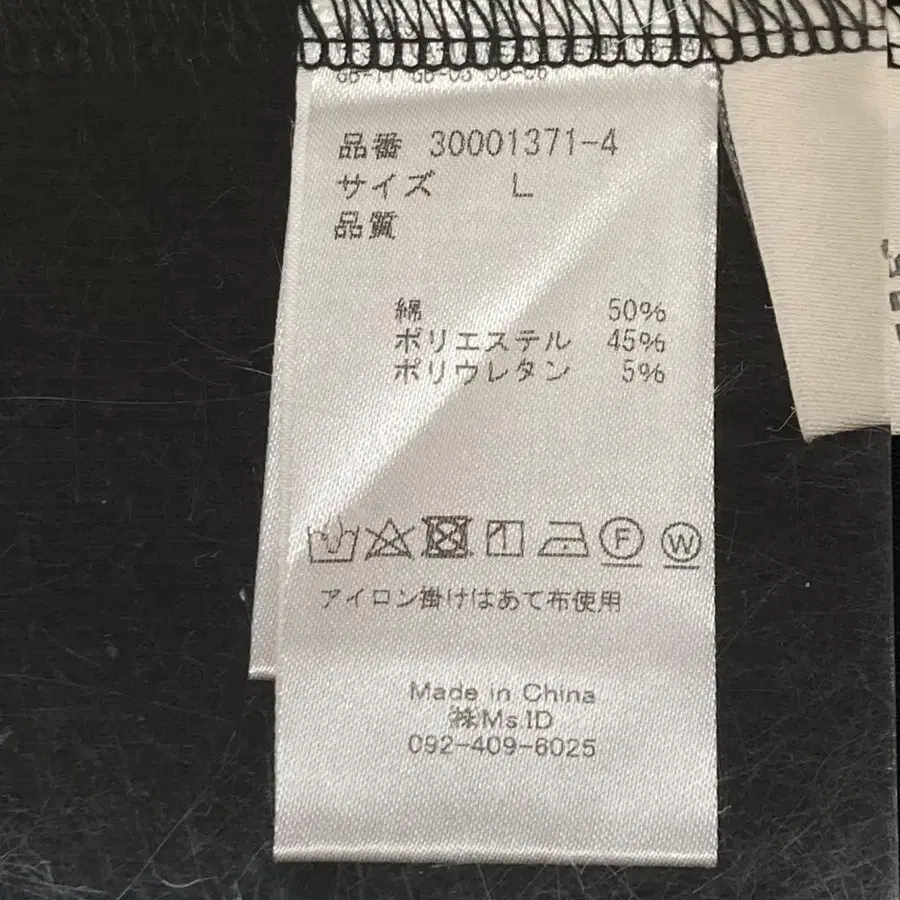 品番 30001371-4
サイズ L
品質
綿 50%
ポリエステル 45%
ポリウレタン 5%
F W
アイロン掛けはあて布使用
Made in China
㈱Ms.ID
092-409-6025